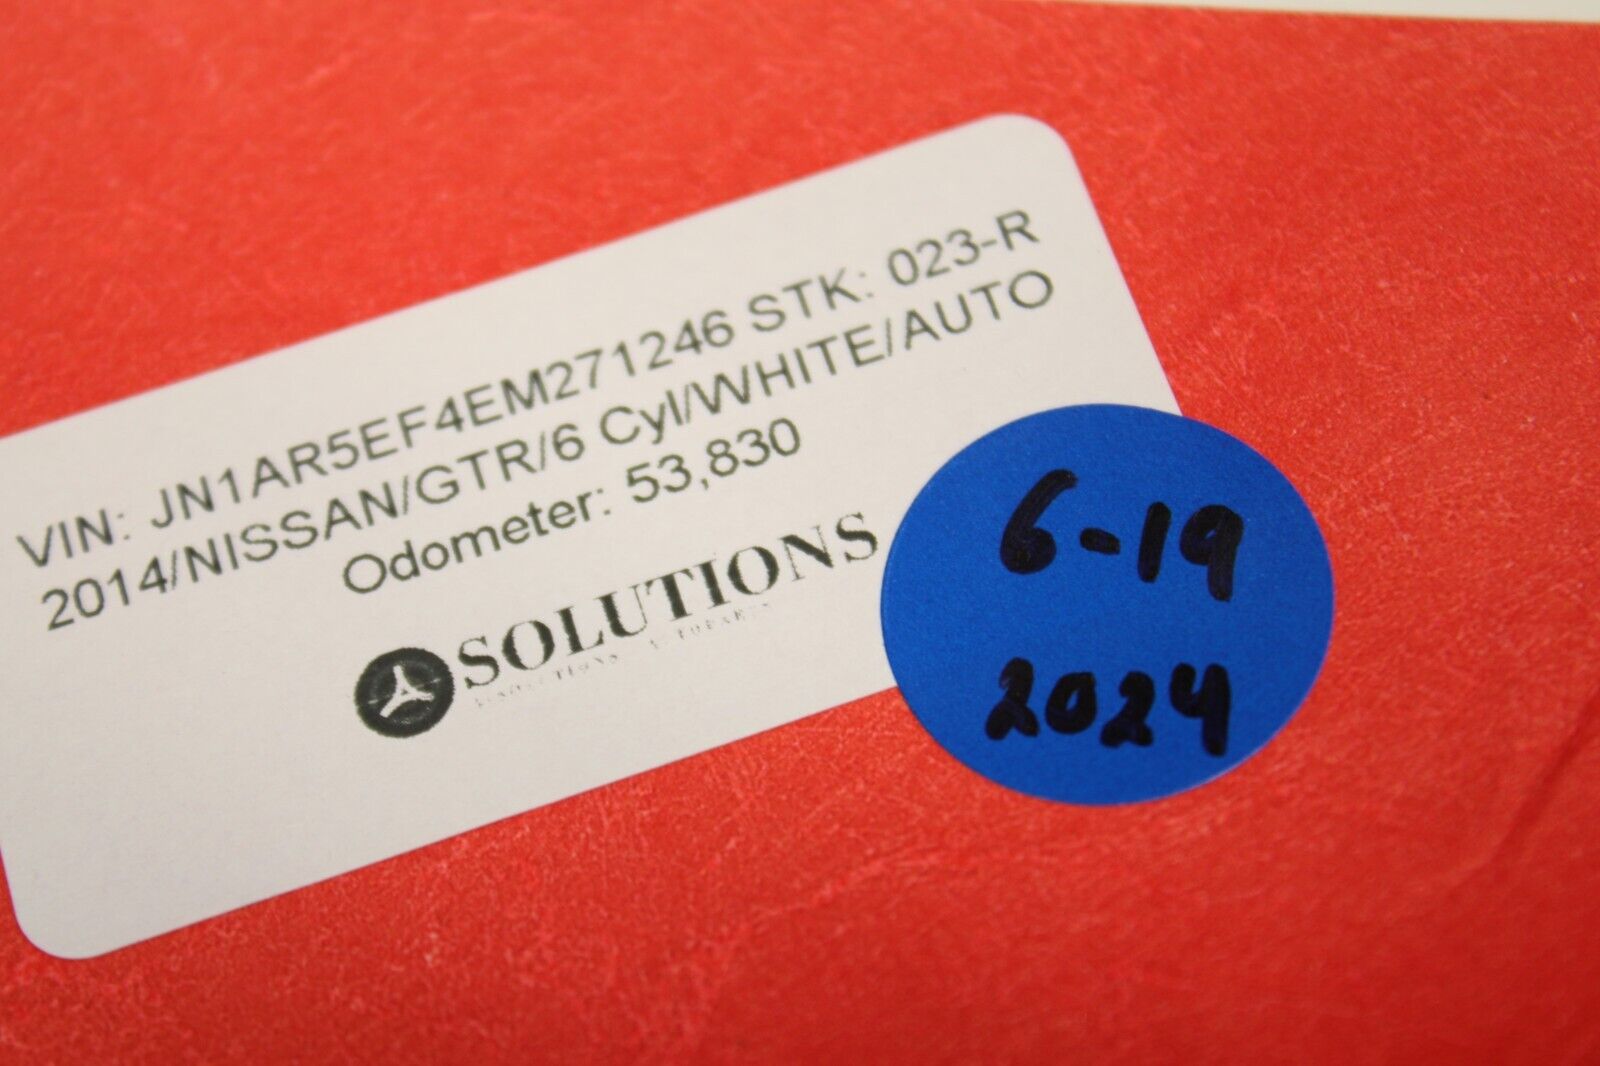 VIN: JN1AR5EF4EM271246 STK: 023-R
2014/NISSAN/GTR/6 Cyl/WHITE/AUTO
Odometer: 53,830
SOLUTIONS
6-19
2024